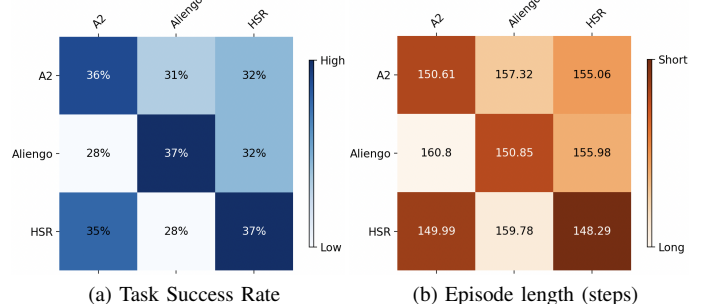 A2 Aliengo HSR
A2 36% 31% 32% High
Aliengo 28% 37% 32%
HSR 35% 28% 37% Low
(a) Task Success Rate
A2 Aliengo HSR
A2 150.61 157.32 155.06 Short
Aliengo 160.8 150.85 155.98
HSR 149.99 159.78 148.29 Long
(b) Episode length (steps)